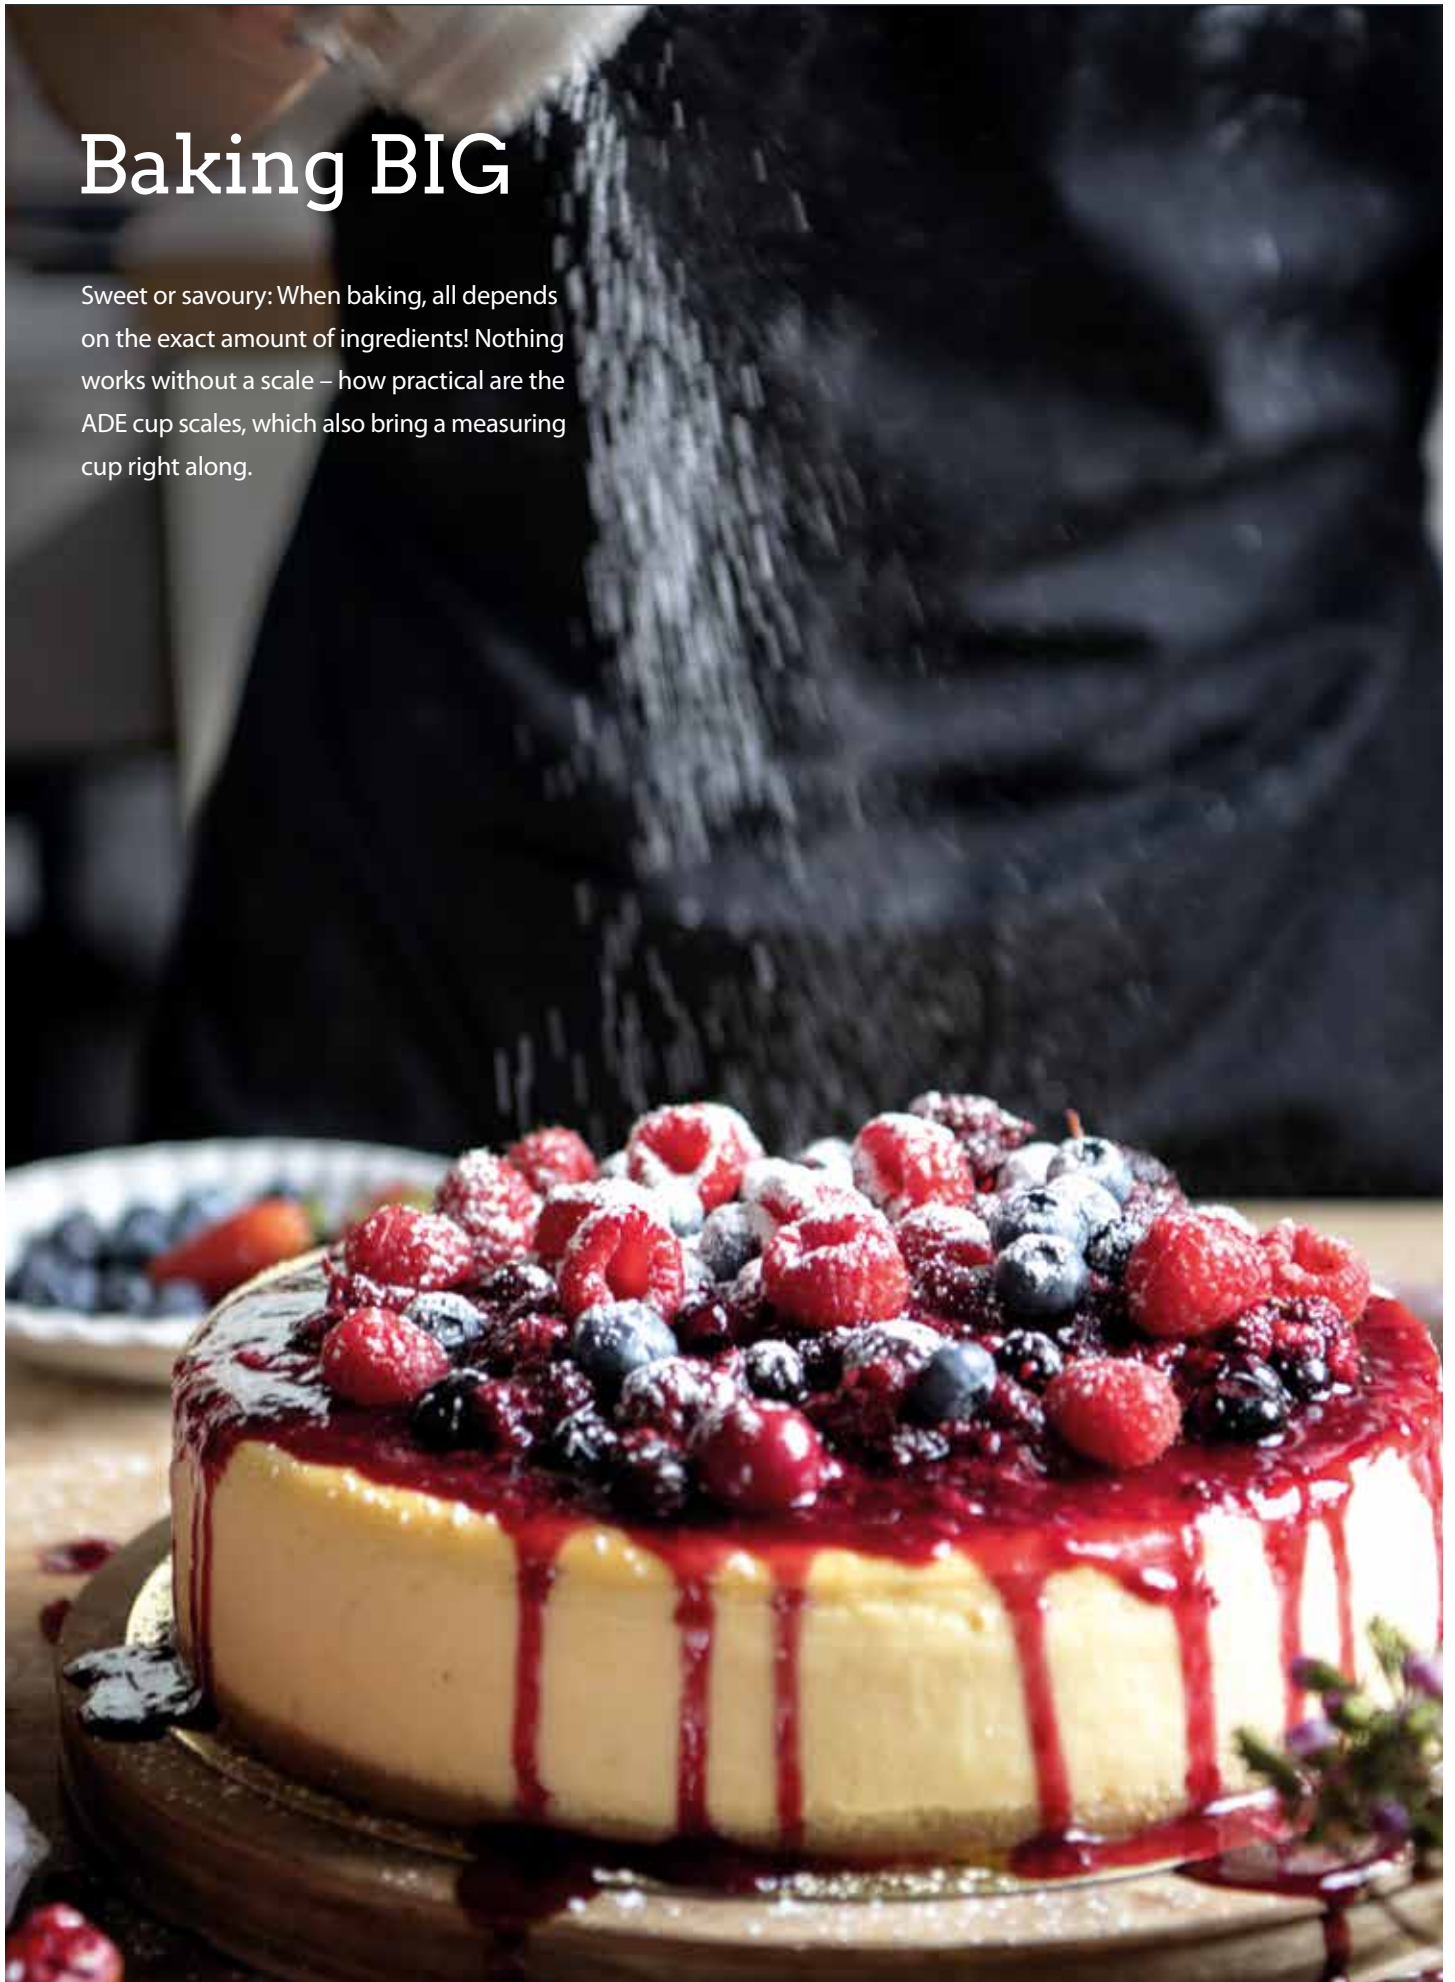 Baking BIG
Sweet or savoury: When baking, all depends
on the exact amount of ingredients! Nothing
works without a scale – how practical are the
ADE cup scales, which also bring a measuring
cup right along.